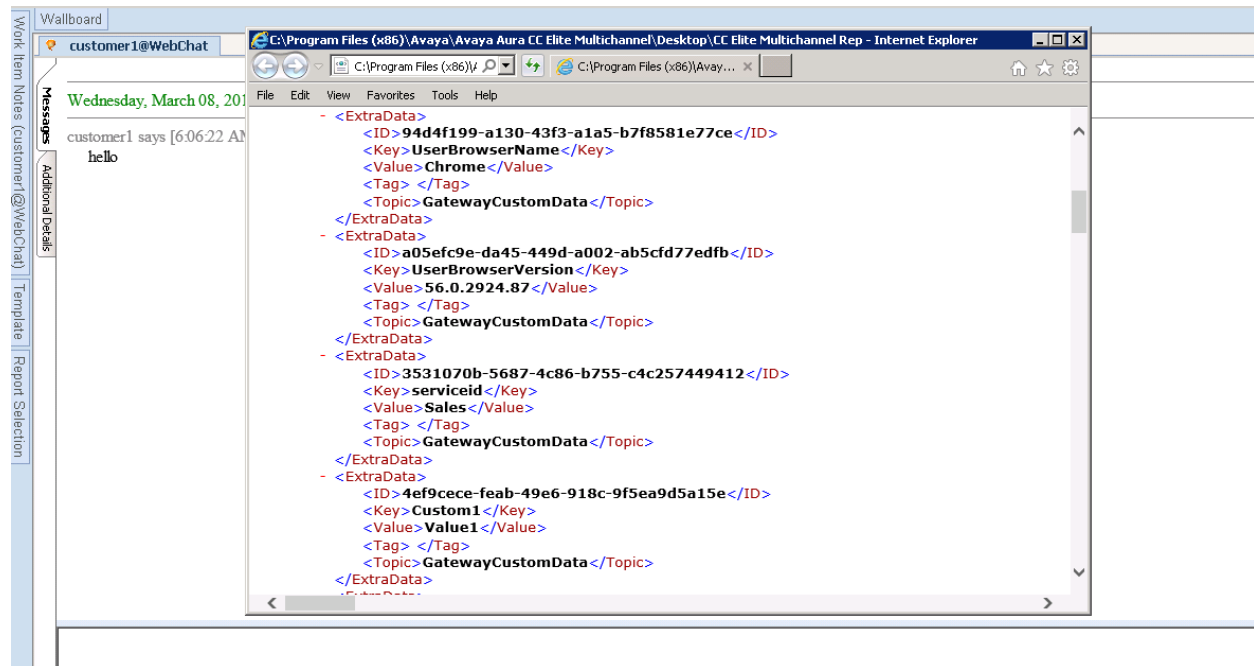 Wallboard
customer1@WebChat
Work Item Notes (customer1@WebChat)
Template
Report Selection
Messages
Additional Details
Wednesday, March 08, 201
customer1 says [6:06:22 AM
hello
C:\Program Files (x86)\Avaya\Avaya Aura CC Elite Multichannel\Desktop\CC Elite Multichannel Rep - Internet Explorer
C:\Program Files (x86)\A
C:\Program Files (x86)\Avay...
File Edit View Favorites Tools Help
- <ExtraData>
<ID>94d4f199-a130-43f3-a1a5-b7f8581e77ce</ID>
<Key>UserBrowserName</Key>
<Value>Chrome</Value>
<Tag> </Tag>
<Topic>GatewayCustomData</Topic>
</ExtraData>
- <ExtraData>
<ID>a05efc9e-da45-449d-a002-ab5cfd77edfb</ID>
<Key>UserBrowserVersion</Key>
<Value>56.0.2924.87</Value>
<Tag> </Tag>
<Topic>GatewayCustomData</Topic>
</ExtraData>
- <ExtraData>
<ID>3531070b-5687-4c86-b755-c4c257449412</ID>
<Key>serviceid</Key>
<Value>Sales</Value>
<Tag> </Tag>
<Topic>GatewayCustomData</Topic>
</ExtraData>
- <ExtraData>
<ID>4ef9cece-feab-49e6-918c-9f5ea9d5a15e</ID>
<Key>Custom1</Key>
<Value>Value1</Value>
<Tag> </Tag>
<Topic>GatewayCustomData</Topic>
</ExtraData>